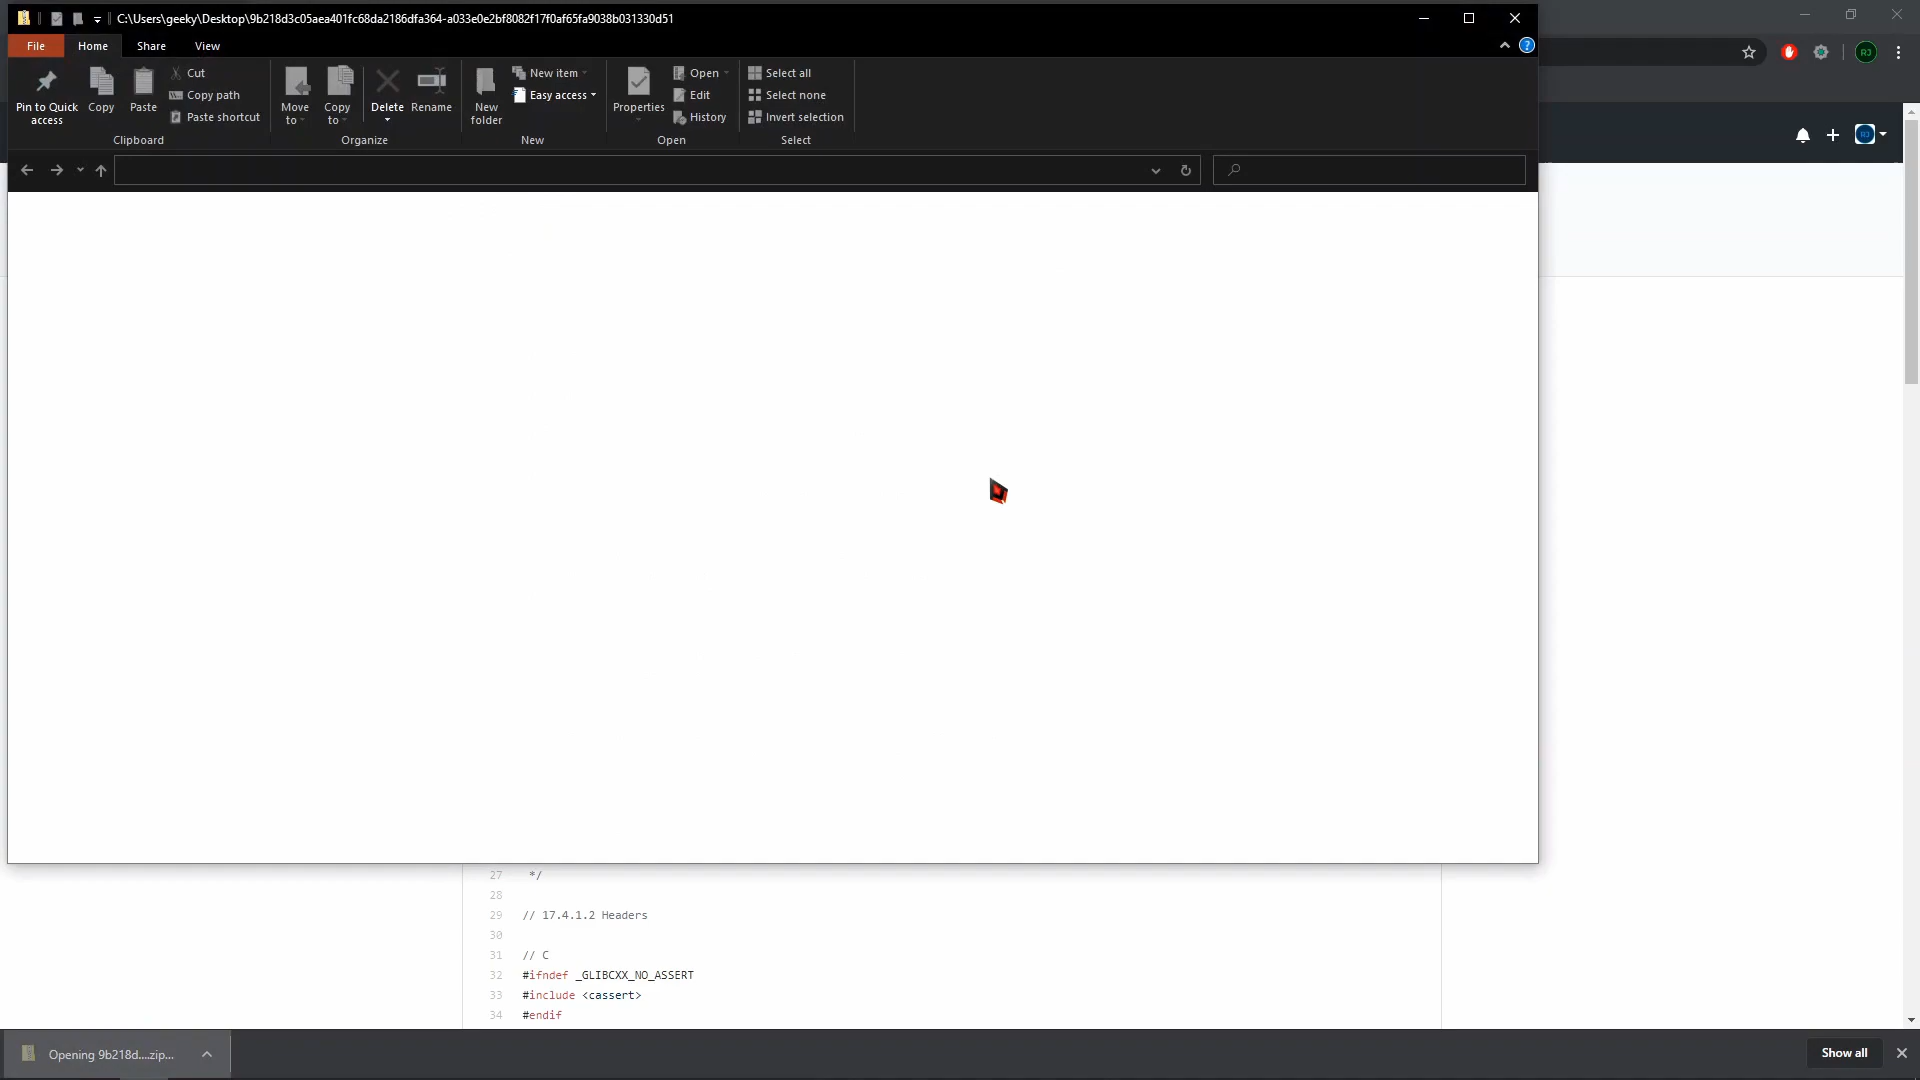 C:\Users\geeky\Desktop\9b218d3c05aea401fc68da2186dfa364-a033e0e2bf8082f17f0af65fa9038b031330d51
File Home Share View
Pin to Quick access
Copy
Paste
Cut
Copy path
Paste shortcut
Clipboard
Move to
Copy to
Delete
Rename
Organize
New folder
New item
Easy access
New
Properties
Open
Edit
History
Open
Select all
Select none
Invert selection
Select
RJ
27 */
28
29 // 17.4.1.2 Headers
30
31 // C
32 #ifndef _GLIBCXX_NO_ASSERT
33 #include <cassert>
34 #endif
Opening 9b218d....zip...
Show all